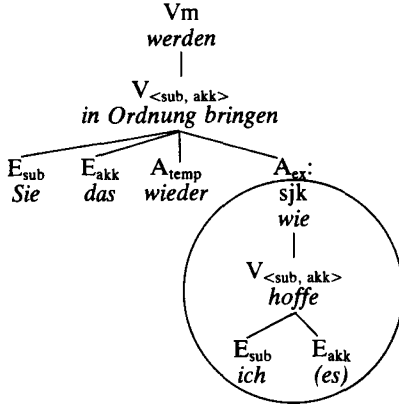 Vm
werden
V<sub, akk>
in Ordnung bringen
Esub Eakk Atemp Aex:
Sie das wieder sjk
wie
V<sub, akk>
hoffe
Esub Eakk
ich (es)